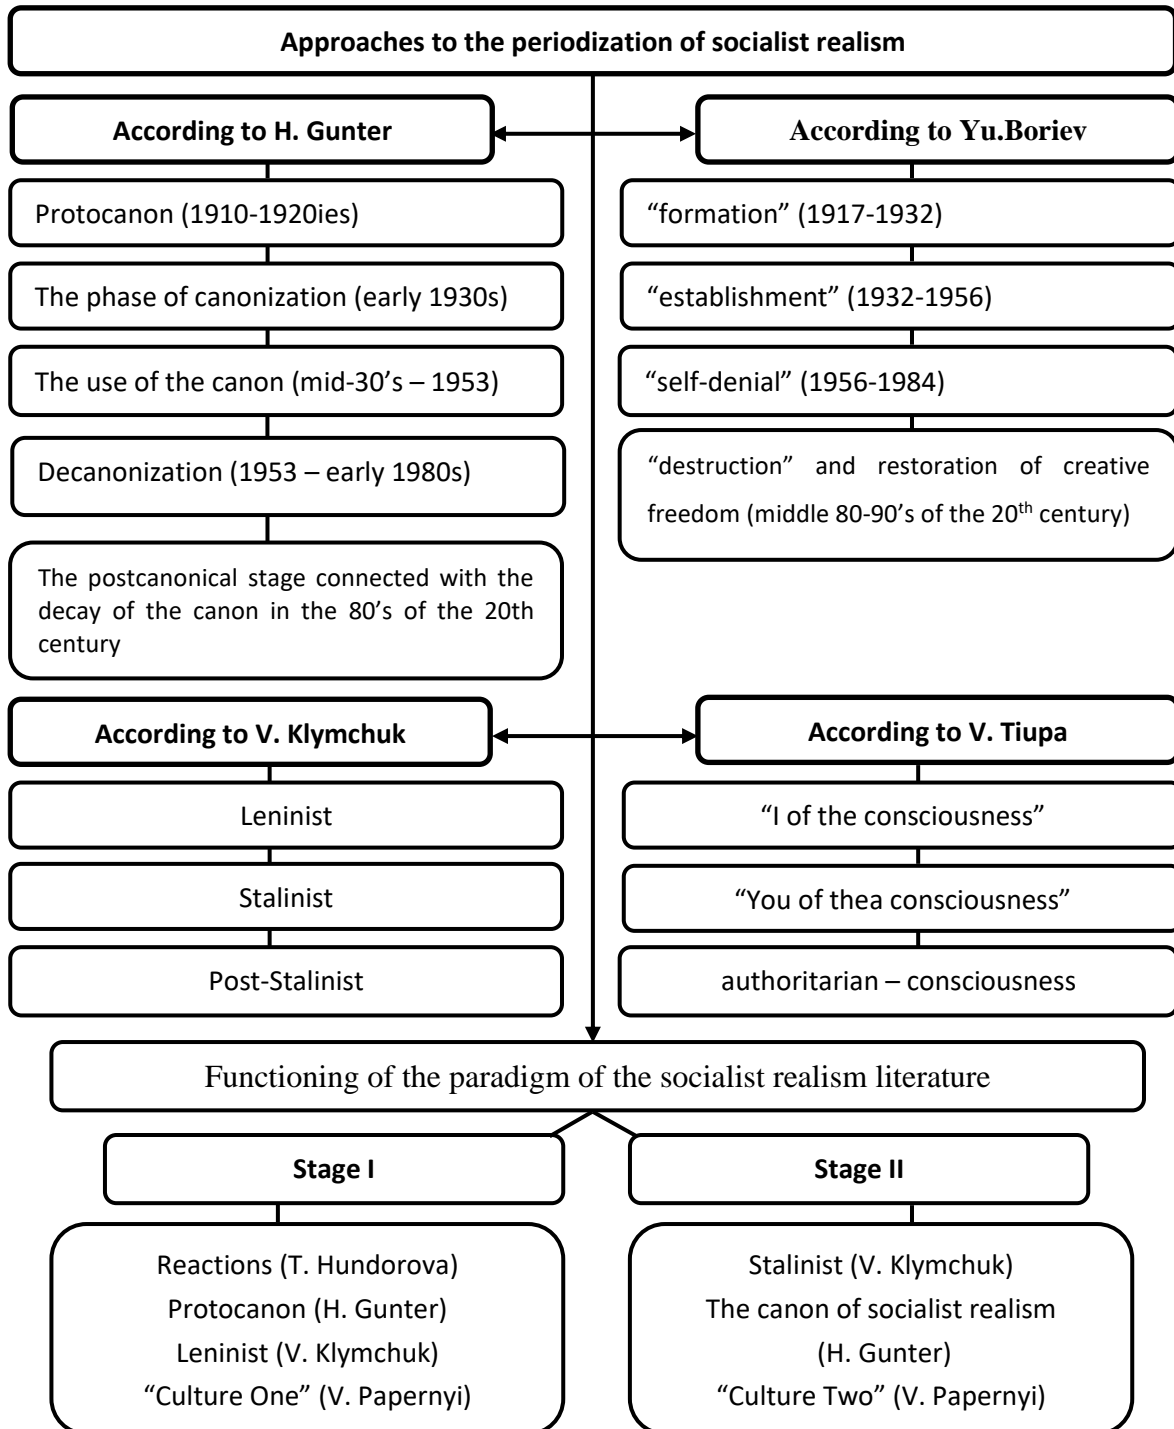 Approaches to the periodization of socialist realism
According to H. Gunter
Protocanon (1910-1920ies)
The phase of canonization (early 1930s)
The use of the canon (mid-30’s – 1953)
Decanonization (1953 – early 1980s)
The postcanonical stage connected with the
decay of the canon in the 80’s of the 20th
century
According to Yu.Boriev
“formation” (1917-1932)
“establishment” (1932-1956)
“self-denial” (1956-1984)
“destruction” and restoration of creative
freedom (middle 80-90’s of the 20th century)
According to V. Klymchuk
Leninist
Stalinist
Post-Stalinist
According to V. Tiupa
“I of the consciousness”
“You of thea consciousness”
authoritarian – consciousness
Functioning of the paradigm of the socialist realism literature
Stage I
Reactions (T. Hundorova)
Protocanon (H. Gunter)
Leninist (V. Klymchuk)
“Culture One” (V. Papernyi)
Stage II
Stalinist (V. Klymchuk)
The canon of socialist realism
(H. Gunter)
“Culture Two” (V. Papernyi)